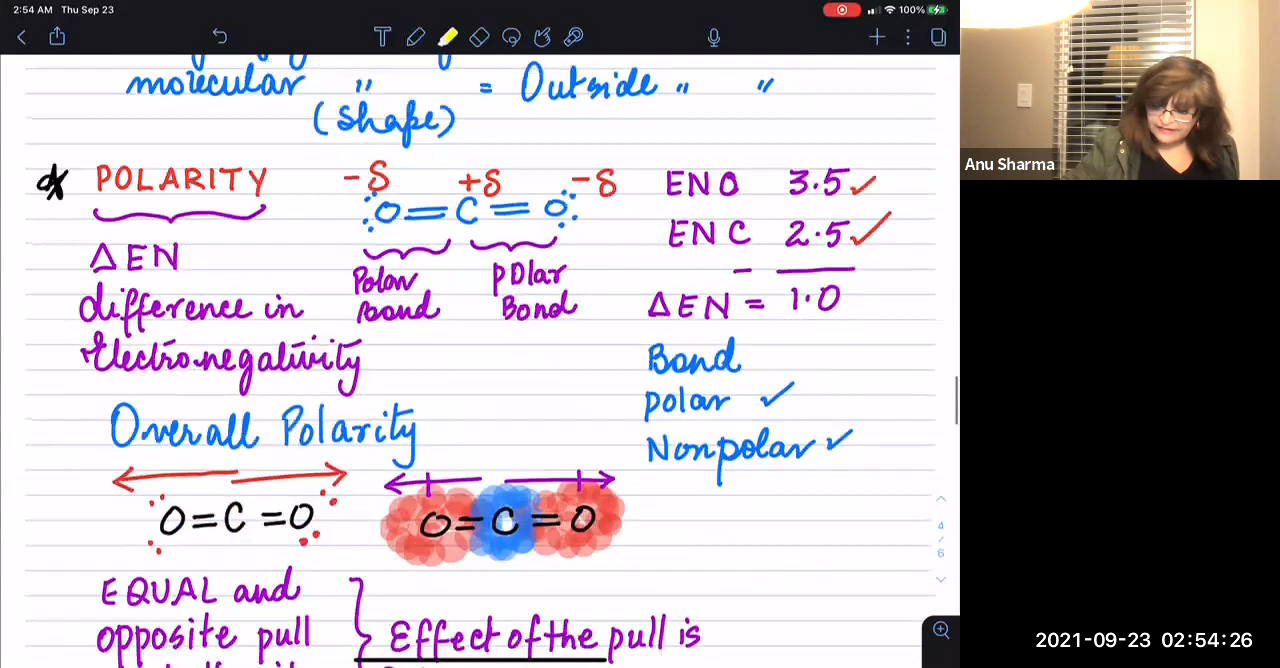 2:54 AM Thu Sep 23
100%
molecular " = Outside " "
(shape)
POLARITY
-δ +δ -δ
O=C=O
Polar Bond
polar Bond
EN O 3.5 ✓
EN C 2.5 ✓
-
ΔEN = 1.0
ΔEN
difference in
Electronegativity
Bond
polar ✓
Nonpolar ✓
Overall Polarity
O=C=O
O=C=O
EQUAL and
opposite pull
} Effect of the pull is
4
/
6
Anu Sharma
2021-09-23 02:54:26